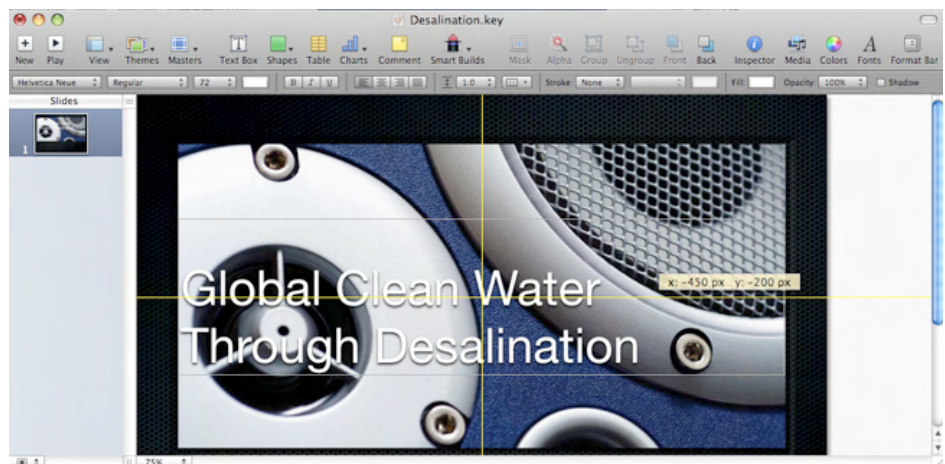 Desalination.key
New Play View Themes Masters Text Box Shapes Table Charts Comment Smart Builds Mask Alpha Group Ungroup Front Back Inspector Media Colors Fonts Format Bar
Helvetica Neue Regular 72 B I U 1.0 Stroke: None Fill: Opacity: 100% Shadow
Slides
1
Global Clean Water
x: -450 px y: -200 px
Through Desalination
75%